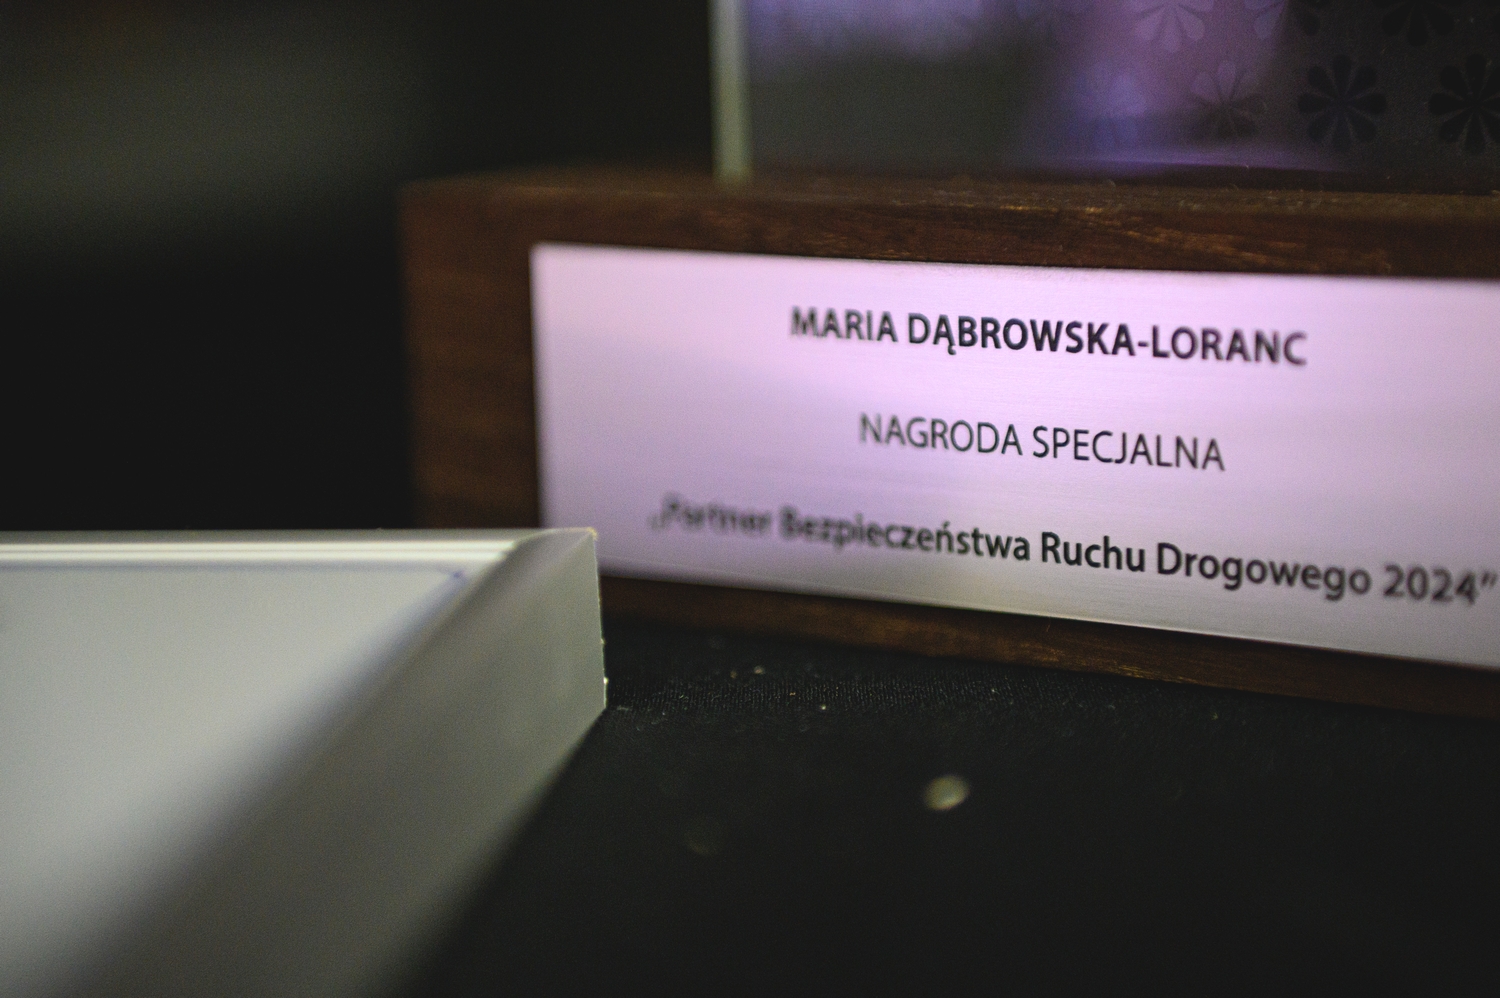 MARIA DĄBROWSKA-LORANC
NAGRODA SPECJALNA
„Partner Bezpieczeństwa Ruchu Drogowego 2024”